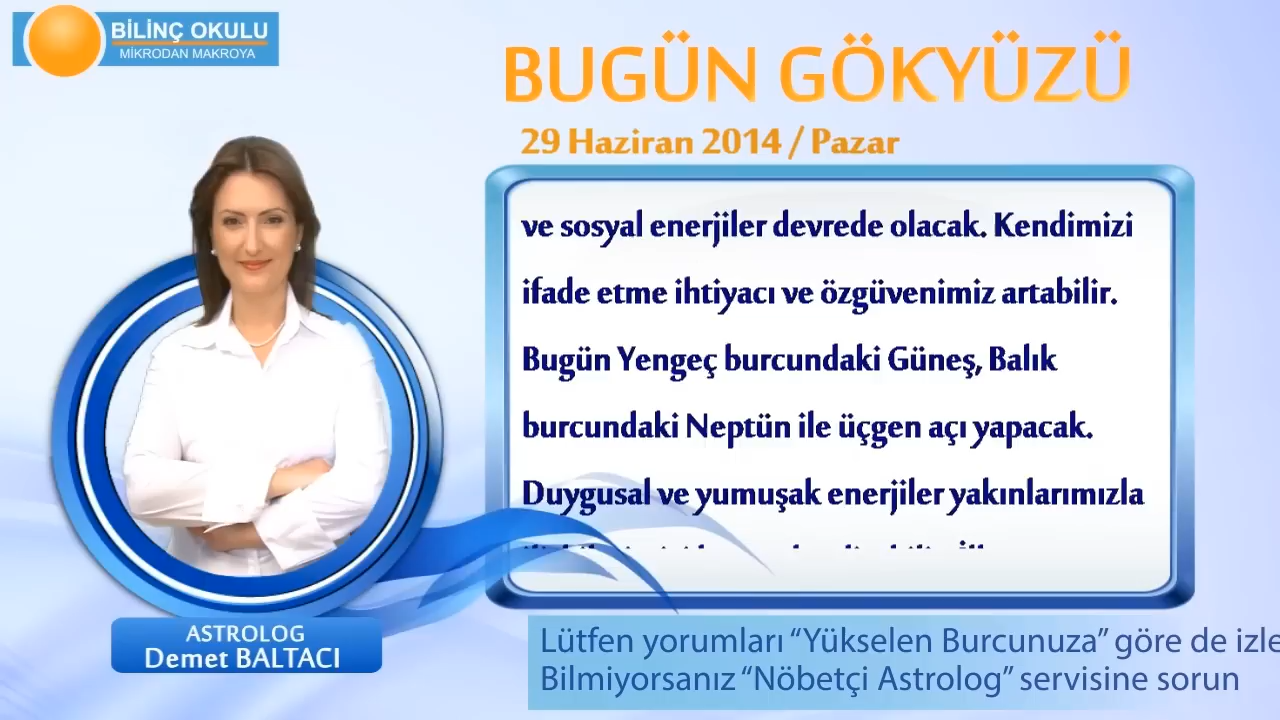 BİLİNÇ OKULU
MİKRODAN MAKROYA
BUGÜN GÖKYÜZÜ
29 Haziran 2014 / Pazar
ve sosyal enerjiler devrede olacak. Kendimizi
ifade etme ihtiyacı ve özgüvenimiz artabilir.
Bugün Yengeç burcundaki Güneş, Balık
burcundaki Neptün ile üçgen açı yapacak.
Duygusal ve yumuşak enerjiler yakınlarımızla
ASTROLOG
Demet BALTACI
Lütfen yorumları “Yükselen Burcunuza” göre de izle
Bilmiyorsanız “Nöbetçi Astrolog” servisine sorun